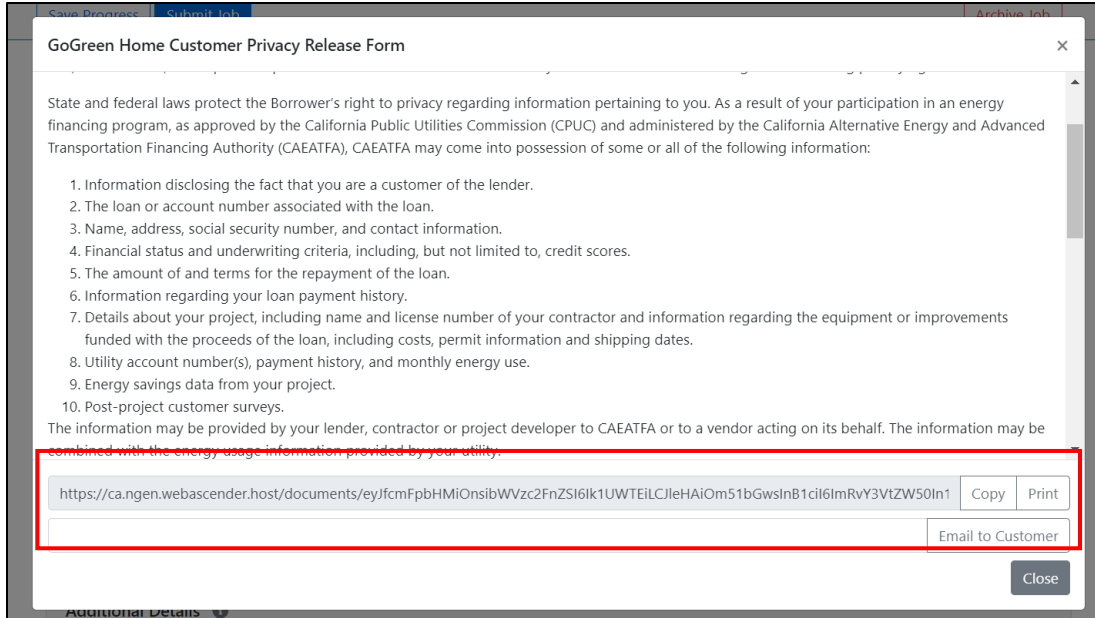 Save Progress Submit Job Archive Job
GoGreen Home Customer Privacy Release Form ×
State and federal laws protect the Borrower's right to privacy regarding information pertaining to you. As a result of your participation in an energy
financing program, as approved by the California Public Utilities Commission (CPUC) and administered by the California Alternative Energy and Advanced
Transportation Financing Authority (CAEATFA), CAEATFA may come into possession of some or all of the following information:
1. Information disclosing the fact that you are a customer of the lender.
2. The loan or account number associated with the loan.
3. Name, address, social security number, and contact information.
4. Financial status and underwriting criteria, including, but not limited to, credit scores.
5. The amount of and terms for the repayment of the loan.
6. Information regarding your loan payment history.
7. Details about your project, including name and license number of your contractor and information regarding the equipment or improvements
funded with the proceeds of the loan, including costs, permit information and shipping dates.
8. Utility account number(s), payment history, and monthly energy use.
9. Energy savings data from your project.
10. Post-project customer surveys.
The information may be provided by your lender, contractor or project developer to CAEATFA or to a vendor acting on its behalf. The information may be
combined with the energy usage information provided by your utility.
https://ca.ngen.webascender.host/documents/eyJfcmFpbHMiOnsibWVzc2FnZSI6Ik1UWTEiLCJleHAiOm51bGwsInB1ciI6ImRvY3VtZW50In1 Copy Print
Email to Customer
Close
Additional Details